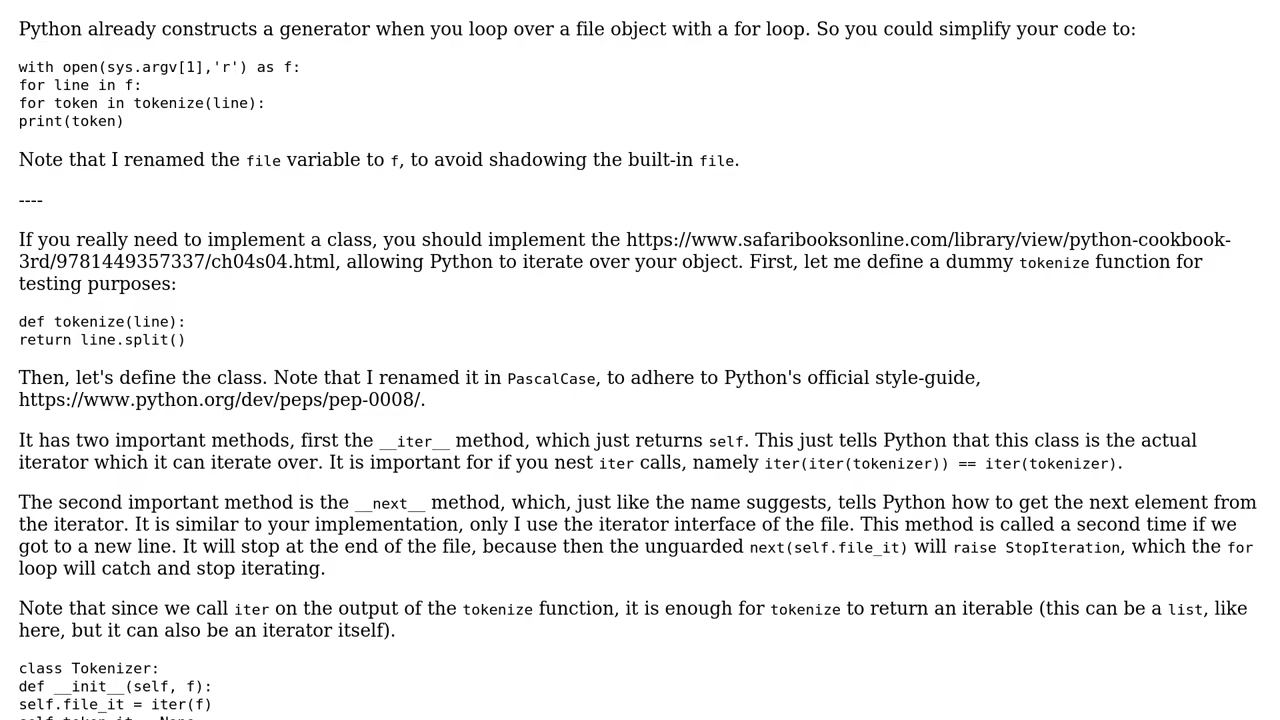 Python already constructs a generator when you loop over a file object with a for loop. So you could simplify your code to:
with open(sys.argv[1],'r') as f:
for line in f:
for token in tokenize(line):
print(token)
Note that I renamed the file variable to f, to avoid shadowing the built-in file.
----
If you really need to implement a class, you should implement the https://www.safaribooksonline.com/library/view/python-cookbook-
3rd/9781449357337/ch04s04.html, allowing Python to iterate over your object. First, let me define a dummy tokenize function for
testing purposes:
def tokenize(line):
return line.split()
Then, let's define the class. Note that I renamed it in PascalCase, to adhere to Python's official style-guide,
https://www.python.org/dev/peps/pep-0008/.
It has two important methods, first the __iter__ method, which just returns self. This just tells Python that this class is the actual
iterator which it can iterate over. It is important for if you nest iter calls, namely iter(iter(tokenizer)) == iter(tokenizer).
The second important method is the __next__ method, which, just like the name suggests, tells Python how to get the next element from
the iterator. It is similar to your implementation, only I use the iterator interface of the file. This method is called a second time if we
got to a new line. It will stop at the end of the file, because then the unguarded next(self.file_it) will raise StopIteration, which the for
loop will catch and stop iterating.
Note that since we call iter on the output of the tokenize function, it is enough for tokenize to return an iterable (this can be a list, like
here, but it can also be an iterator itself).
class Tokenizer:
def __init__(self, f):
self.file_it = iter(f)